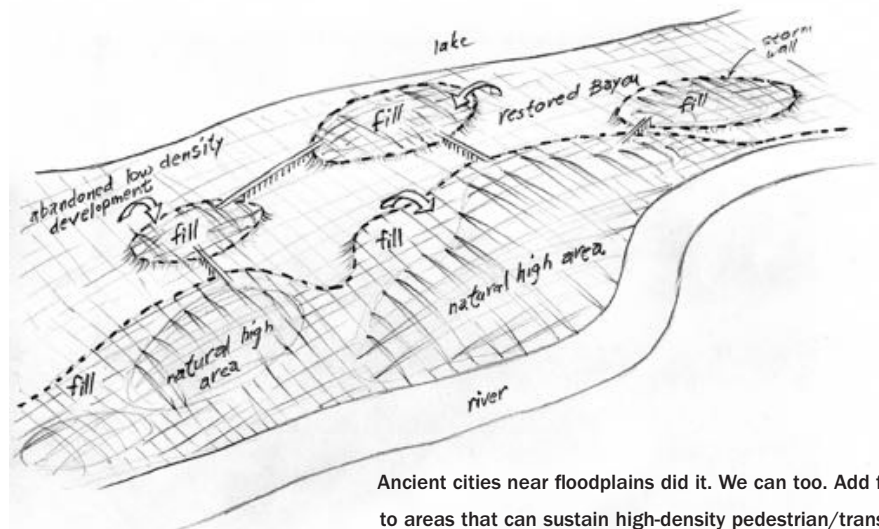 lake
storm
wall
fill
restored Bayou
fill
abandoned low density
development
fill
fill
natural high area
natural high
area
fill
river
Ancient cities near floodplains did it. We can too. Add
to areas that can sustain high-density pedestrian/